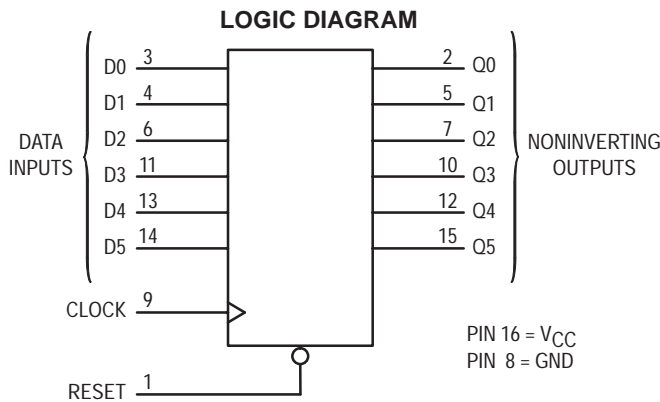 LOGIC DIAGRAM
D0 3 2 Q0
D1 4 5 Q1
D2 6 7 Q2
DATA INPUTS
NONINVERTING OUTPUTS
D3 11 10 Q3
D4 13 12 Q4
D5 14 15 Q5
CLOCK 9
PIN 16 = VCC
PIN 8 = GND
RESET 1